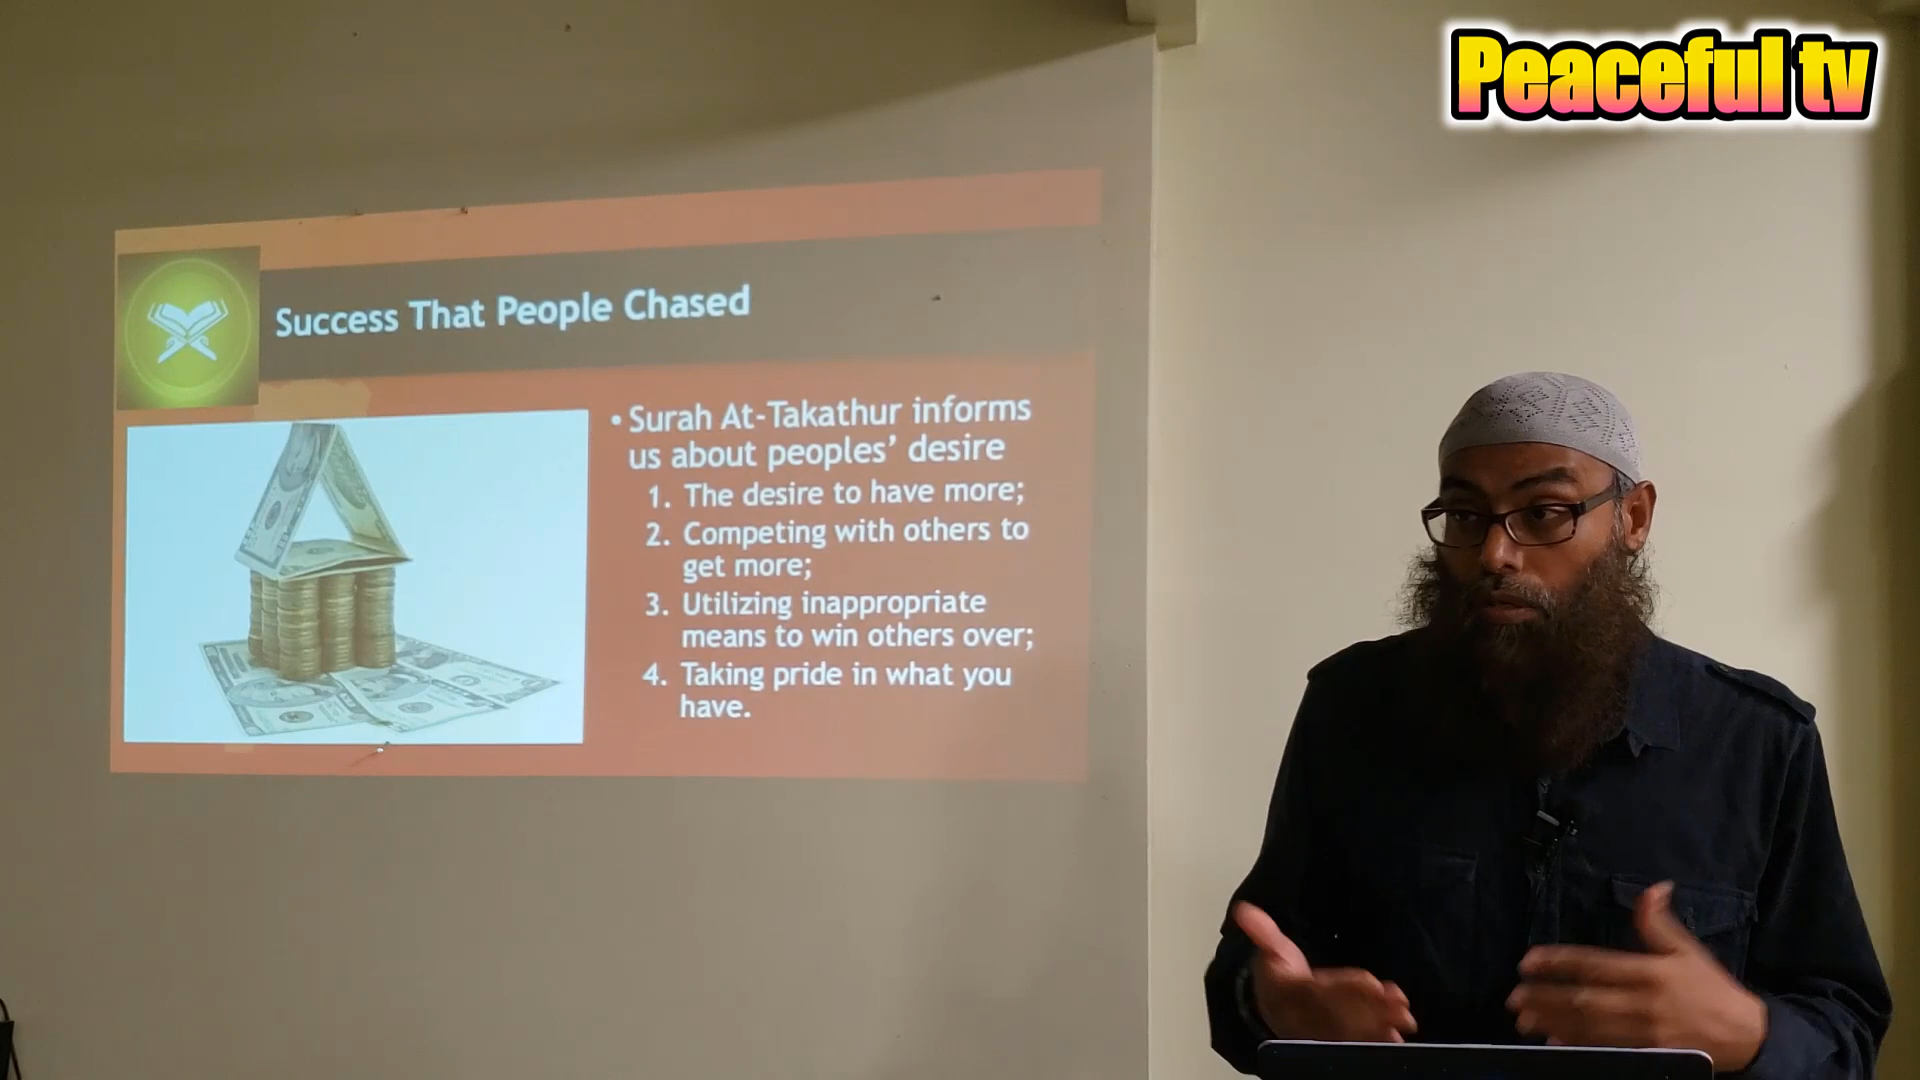 Peaceful tv
Success That People Chased
• Surah At-Takathur informs
us about peoples’ desire
1. The desire to have more;
2. Competing with others to
get more;
3. Utilizing inappropriate
means to win others over;
4. Taking pride in what you
have.